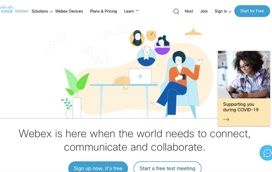 Webex Solutions Webex Devices Plans & Pricing Learn Host Join Sign in Start for Free
Supporting you
during COVID-19
Webex is here when the world needs to connect,
communicate and collaborate.
Sign up now, it's free Start a free test meeting